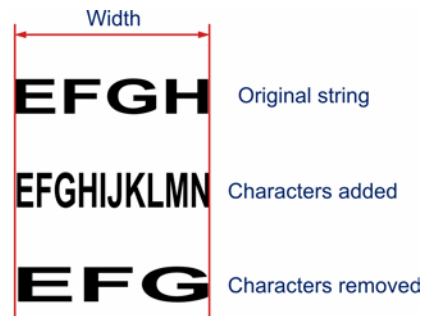 Width
EFGH Original string
EFGHIJKLMN Characters added
EFG Characters removed